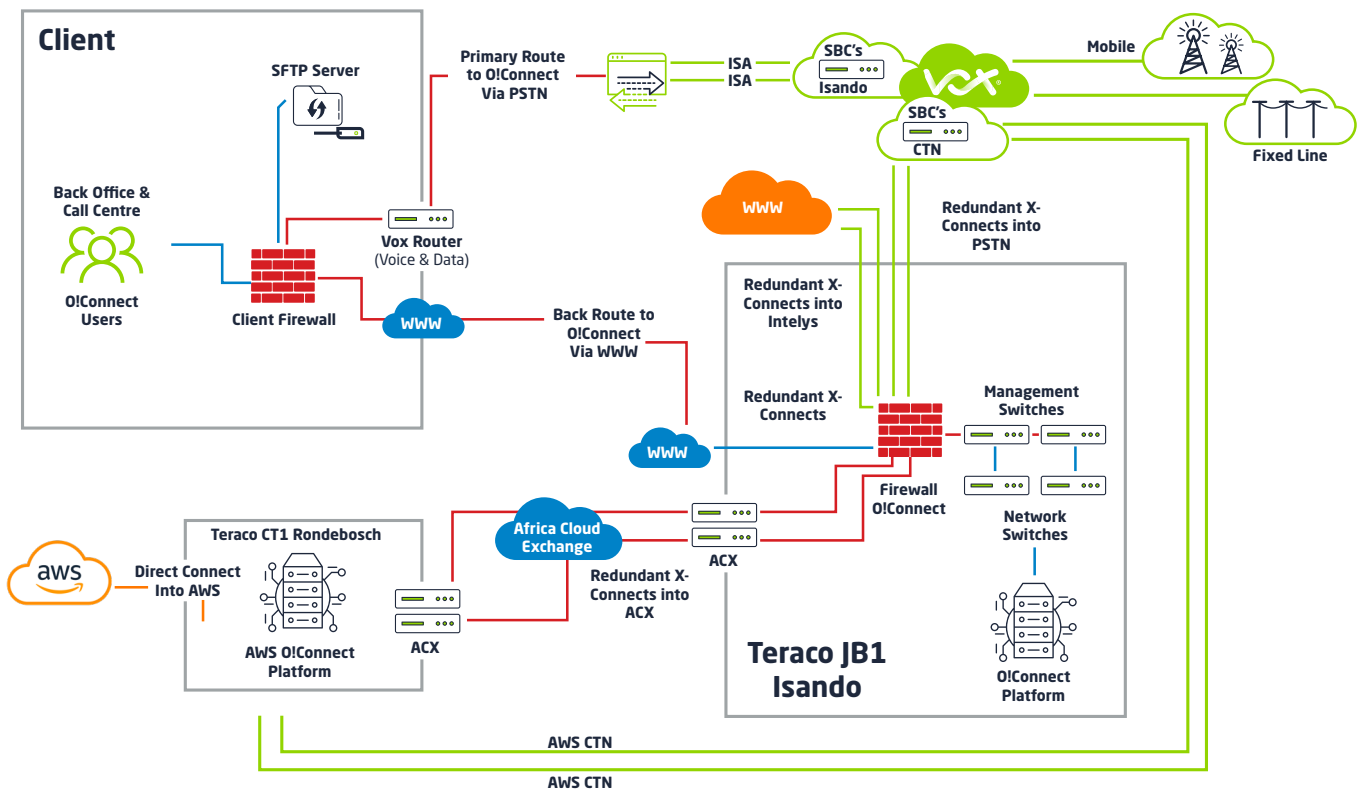 Client
SFTP Server
Back Office &
Call Centre
O!Connect
Users
Client Firewall
Vox Router
(Voice & Data)
WWW
Primary Route
to O!Connect
Via PSTN
ISA
ISA
SBC's
Isando
VOX
SBC's
CTN
Mobile
Fixed Line
WWW
Redundant X-
Connects into
PSTN
Back Route to
O!Connect
Via WWW
WWW
Redundant X-
Connects into
Intelys
Redundant X-
Connects
Management
Switches
Firewall
O!Connect
Network
Switches
O!Connect
Platform
Teraco JB1
Isando
ACX
Africa Cloud
Exchange
Redundant X-
Connects into
ACX
Teraco CT1 Rondebosch
aws
Direct Connect
Into AWS
AWS O!Connect
Platform
ACX
AWS CTN
AWS CTN